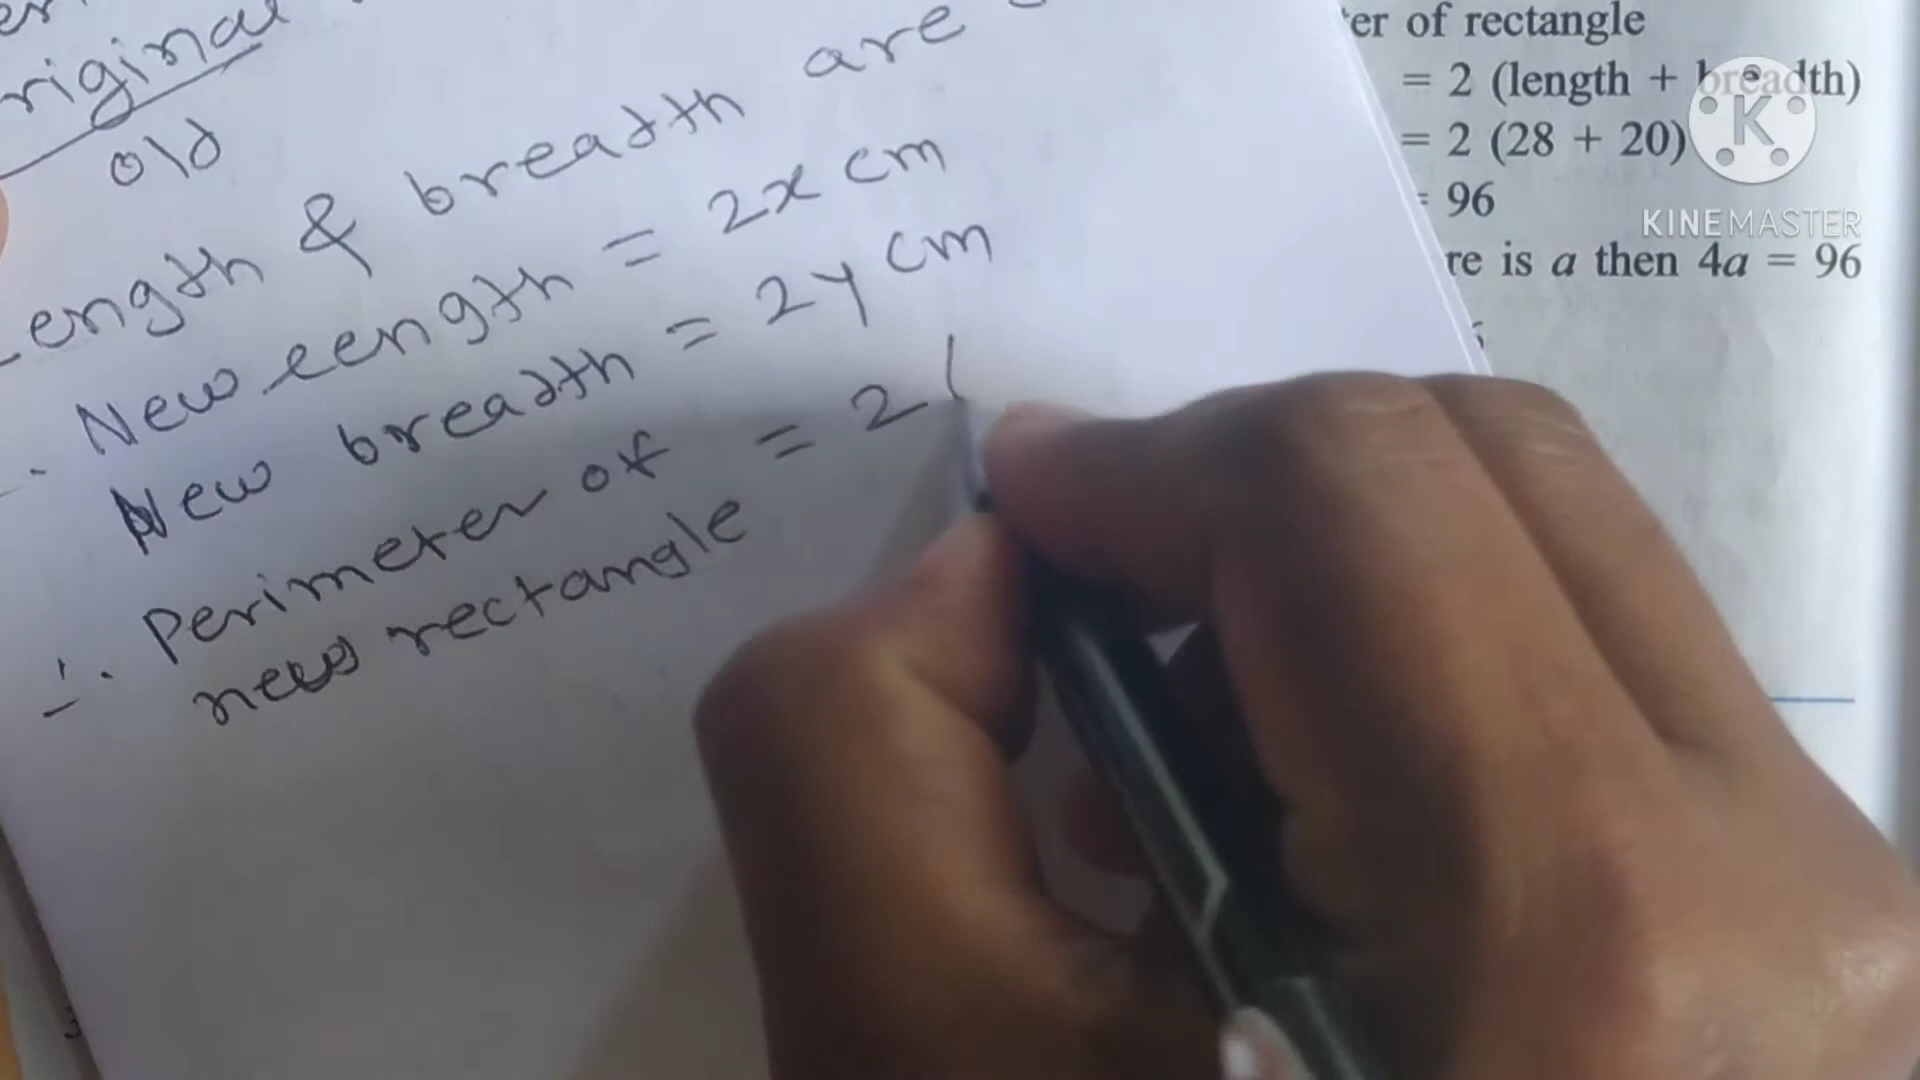 original
old
Length & breadth are
New length = 2x cm
New breadth = 2y cm
∴ Perimeter of = 2(
new rectangle
er of rectangle
= 2 (length + breadth)
= 2 (28 + 20)
= 96
re is a then 4a = 96
KINEMASTER